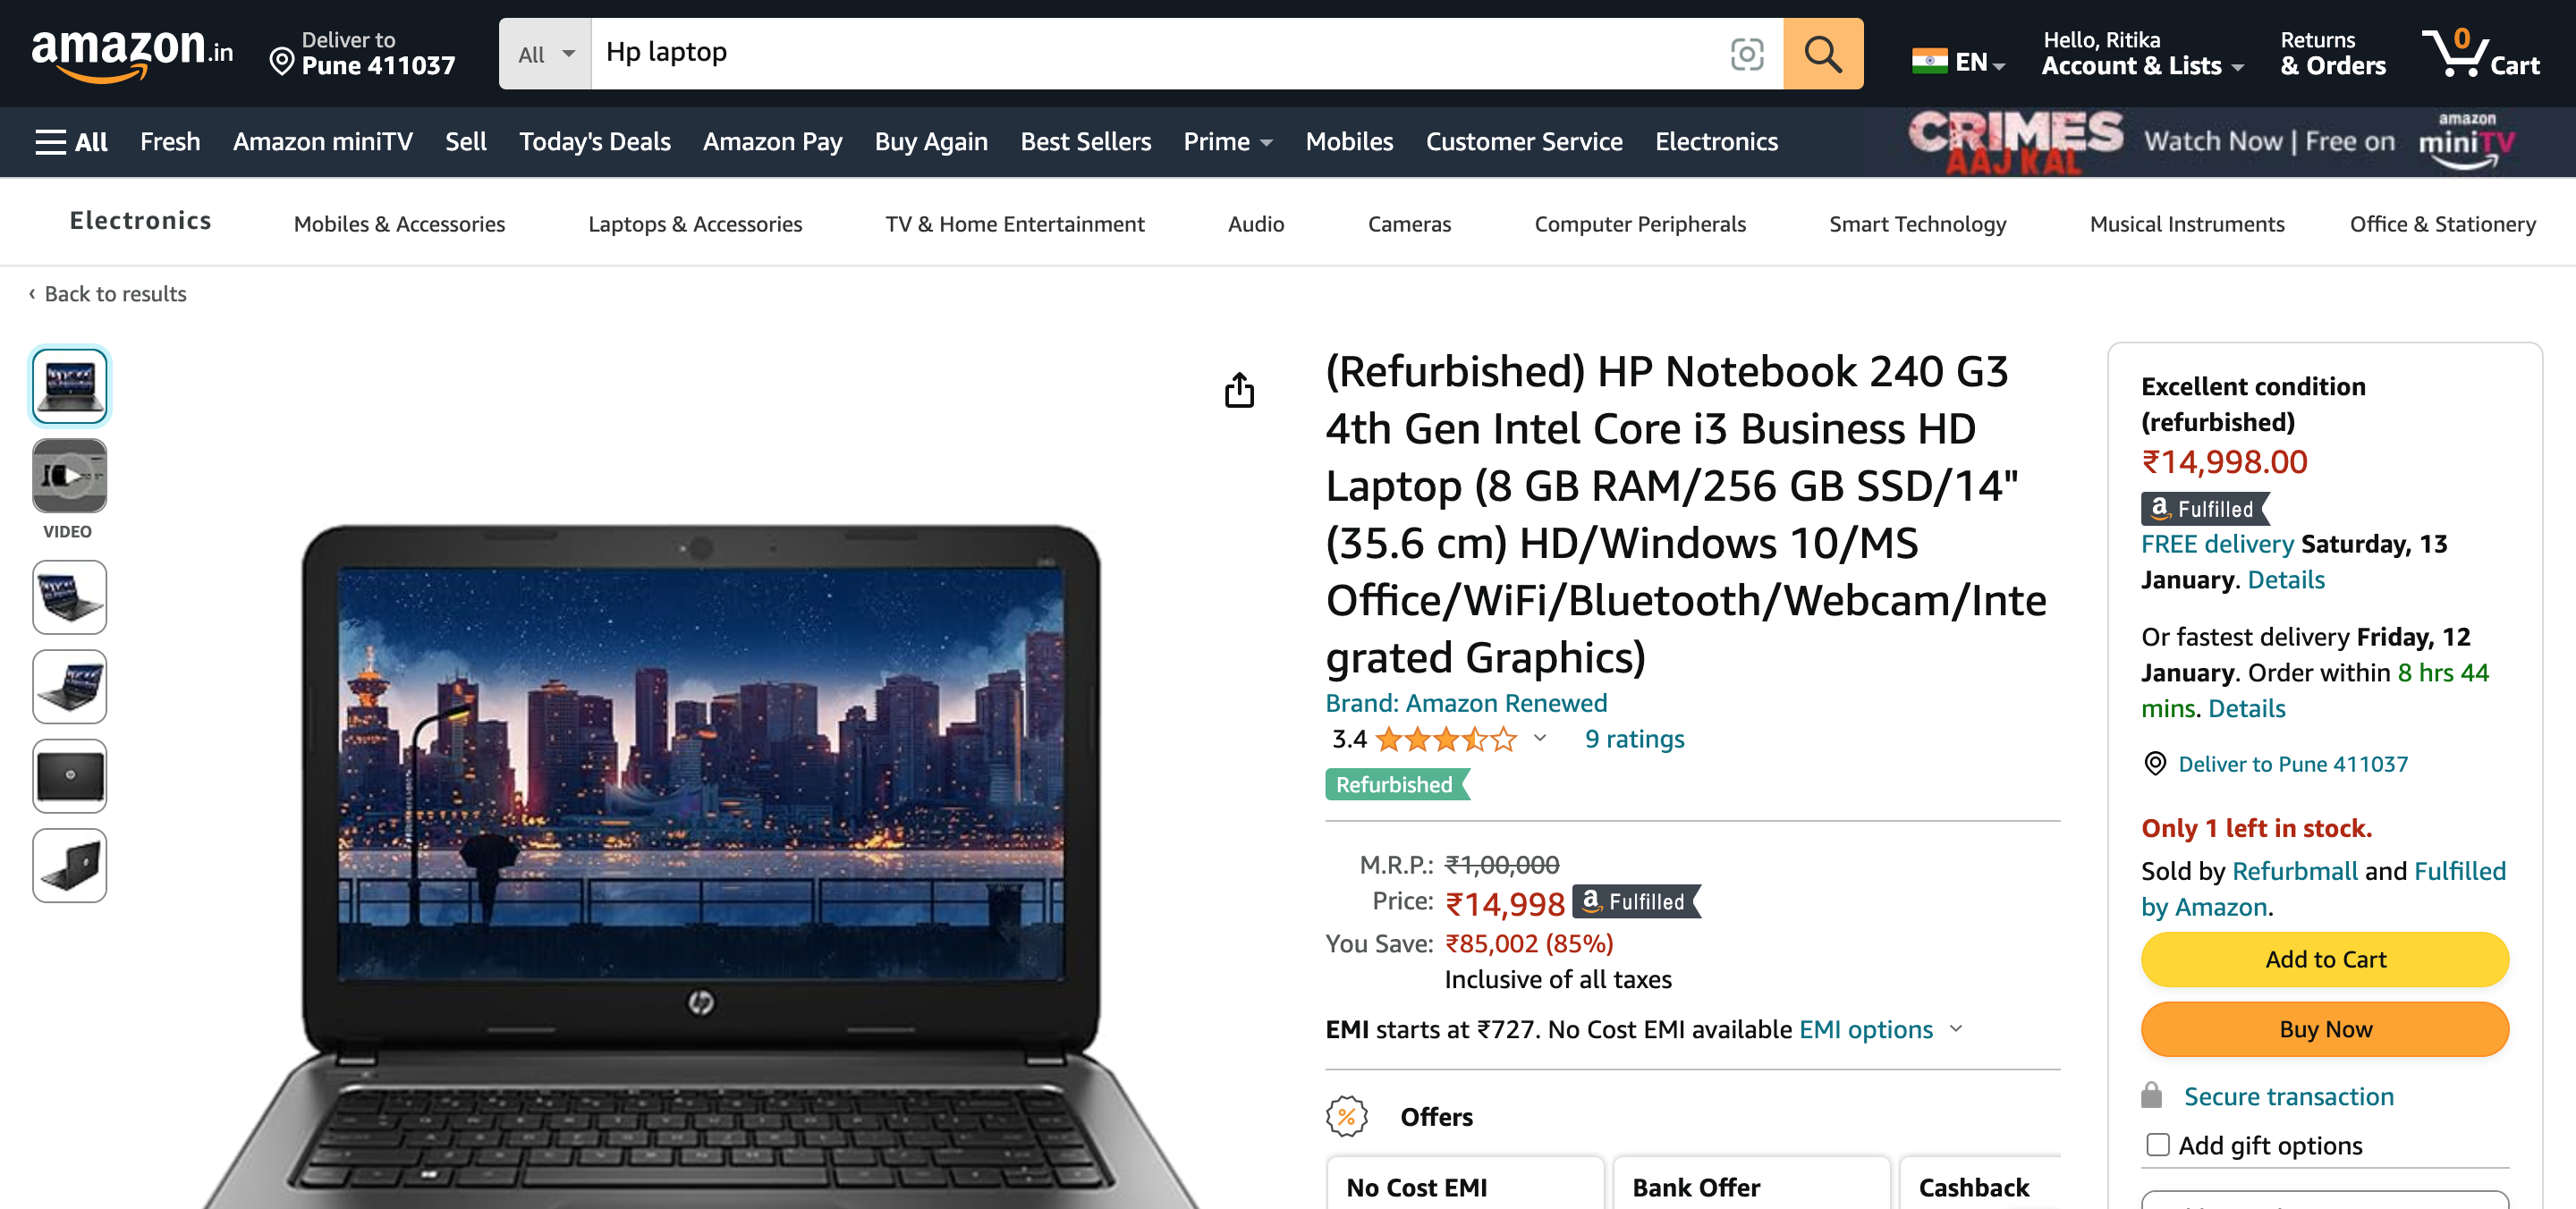 amazon.in
Deliver to
Pune 411037
All
Hp laptop
EN
Hello, Ritika
Account & Lists
Returns
& Orders
0
Cart
All
Fresh
Amazon miniTV
Sell
Today's Deals
Amazon Pay
Buy Again
Best Sellers
Prime
Mobiles
Customer Service
Electronics
CRIMES
AAJ KAL
Watch Now | Free on
amazon
miniTV
Electronics
Mobiles & Accessories
Laptops & Accessories
TV & Home Entertainment
Audio
Cameras
Computer Peripherals
Smart Technology
Musical Instruments
Office & Stationery
‹ Back to results
VIDEO
hp
(Refurbished) HP Notebook 240 G3
4th Gen Intel Core i3 Business HD
Laptop (8 GB RAM/256 GB SSD/14"
(35.6 cm) HD/Windows 10/MS
Office/WiFi/Bluetooth/Webcam/Inte
grated Graphics)
Brand: Amazon Renewed
3.4
9 ratings
Refurbished
M.R.P.: ₹1,00,000
Price: ₹14,998 a Fulfilled
You Save: ₹85,002 (85%)
Inclusive of all taxes
EMI starts at ₹727. No Cost EMI available EMI options
% Offers
No Cost EMI
Bank Offer
Cashback
Excellent condition
(refurbished)
₹14,998.00
a Fulfilled
FREE delivery Saturday, 13
January. Details
Or fastest delivery Friday, 12
January. Order within 8 hrs 44
mins. Details
Deliver to Pune 411037
Only 1 left in stock.
Sold by Refurbmall and Fulfilled
by Amazon.
Add to Cart
Buy Now
Secure transaction
Add gift options